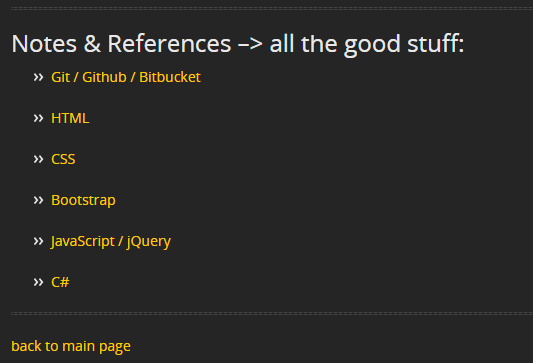 Notes & References –> all the good stuff:
›› Git / Github / Bitbucket
›› HTML
›› CSS
›› Bootstrap
›› JavaScript / jQuery
›› C#
back to main page